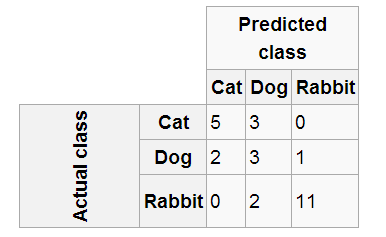 Predicted
class
Cat Dog Rabbit
Actual class
Cat 5 3 0
Dog 2 3 1
Rabbit 0 2 11